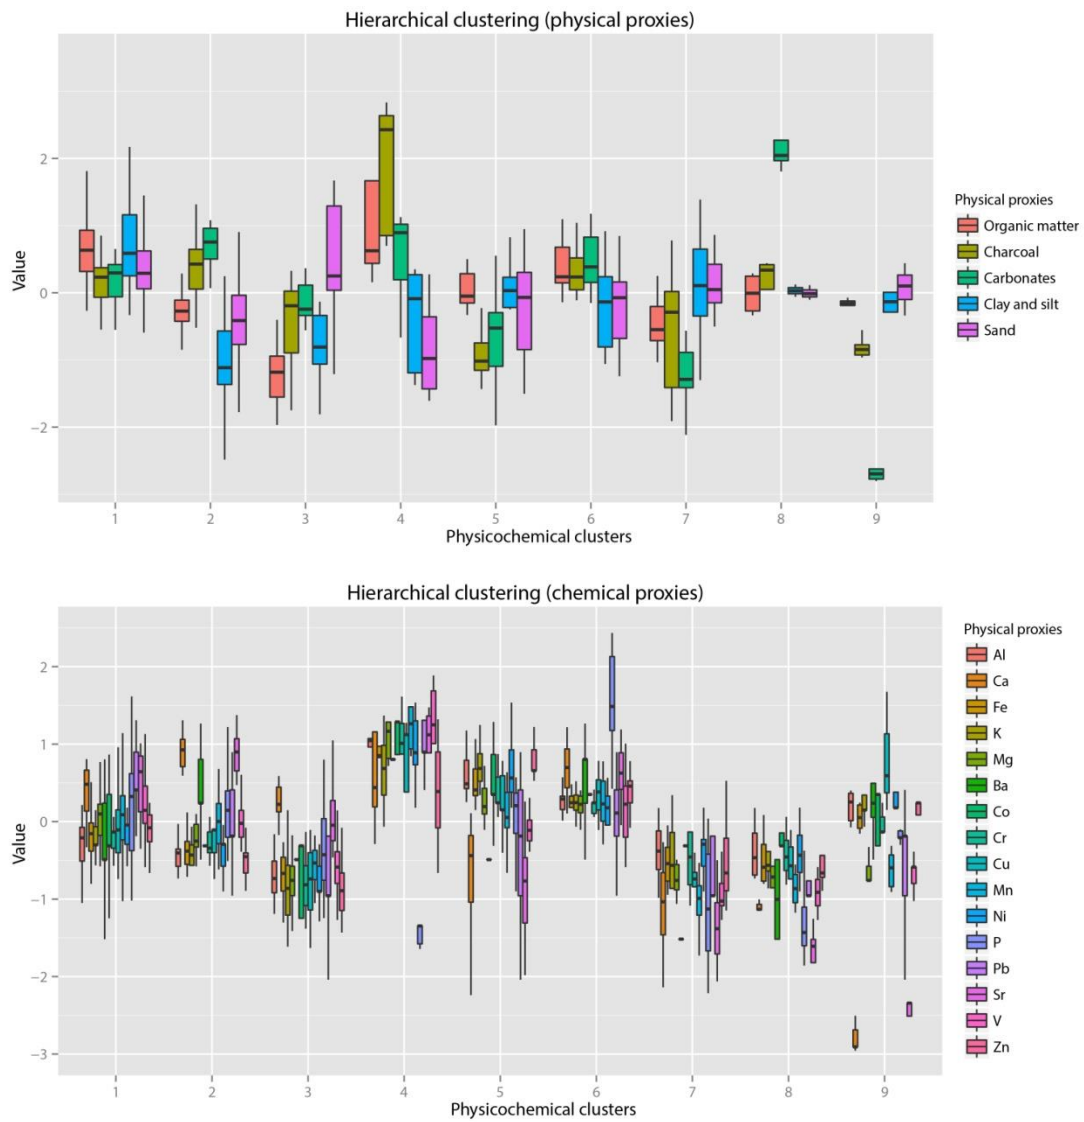 Hierarchical clustering (physical proxies)
Value
2
0
−2
1 2 3 4 5 6 7 8 9
Physicochemical clusters
Physical proxies
Organic matter
Charcoal
Carbonates
Clay and silt
Sand
Hierarchical clustering (chemical proxies)
Value
2
1
0
−1
−2
−3
1 2 3 4 5 6 7 8 9
Physicochemical clusters
Physical proxies
Al
Ca
Fe
K
Mg
Ba
Co
Cr
Cu
Mn
Ni
P
Pb
Sr
V
Zn